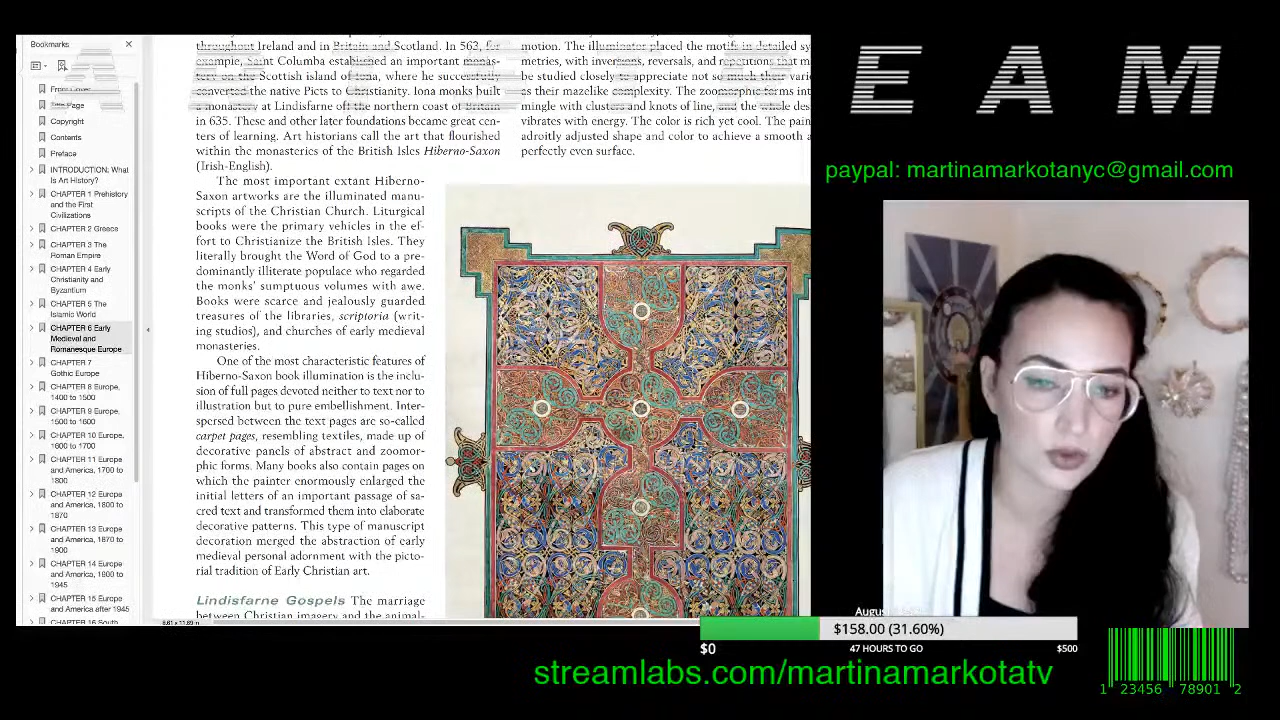 Bookmarks
Front Cover
Title Page
Copyright
Contents
Preface
INTRODUCTION: What
Is Art History?
CHAPTER 1 Prehistory
and the First
Civilizations
CHAPTER 2 Greece
CHAPTER 3 The
Roman Empire
CHAPTER 4 Early
Christianity and
Byzantium
CHAPTER 5 The
Islamic World
CHAPTER 6 Early
Medieval and
Romanesque Europe
CHAPTER 7
Gothic Europe
CHAPTER 8 Europe,
1400 to 1500
CHAPTER 9 Europe,
1500 to 1600
CHAPTER 10 Europe,
1600 to 1700
CHAPTER 11 Europe
and America, 1700 to
1800
CHAPTER 12 Europe
and America, 1800 to
1870
CHAPTER 13 Europe
and America, 1870 to
1900
CHAPTER 14 Europe
and America, 1900 to
1945
CHAPTER 15 Europe
and America after 1945
CHAPTER 16 South
throughout Ireland and in Britain and Scotland. In 563, for
example, Saint Columba established an important monas-
tery on the Scottish island of Iona, where he successfully
converted the native Picts to Christianity. Iona monks built
a monastery at Lindisfarne off the northern coast of Britain
in 635. These and other later foundations became great cen-
ters of learning. Art historians call the art that flourished
within the monasteries of the British Isles Hiberno-Saxon
(Irish-English).
The most important extant Hiberno-
Saxon artworks are the illuminated manu-
scripts of the Christian Church. Liturgical
books were the primary vehicles in the ef-
fort to Christianize the British Isles. They
literally brought the Word of God to a pre-
dominantly illiterate populace who regarded
the monks' sumptuous volumes with awe.
Books were scarce and jealously guarded
treasures of the libraries, scriptoria (writ-
ing studios), and churches of early medieval
monasteries.
One of the most characteristic features of
Hiberno-Saxon book illumination is the inclu-
sion of full pages devoted neither to text nor to
illustration but to pure embellishment. Inter-
spersed between the text pages are so-called
carpet pages, resembling textiles, made up of
decorative panels of abstract and zoomor-
phic forms. Many books also contain pages on
which the painter enormously enlarged the
initial letters of an important passage of sa-
cred text and transformed them into elaborate
decorative patterns. This type of manuscript
decoration merged the abstraction of early
medieval personal adornment with the picto-
rial tradition of Early Christian art.
Lindisfarne Gospels The marriage
between Christian imagery and the animal-
motion. The illuminator placed the motifs in detailed sy
metries, with inversions, reversals, and repetitions that m
be studied closely to appreciate not so much their varie
as their mazelike complexity. The zoomorphic forms int
mingle with clusters and knots of line, and the whole des
vibrates with energy. The color is rich yet cool. The pain
adroitly adjusted shape and color to achieve a smooth a
perfectly even surface.
E A M
paypal: martinamarkotanyc@gmail.com
$158.00 (31.60%)
$0
47 HOURS TO GO
$500
streamlabs.com/martinamarkotatv
1 23456 78901 2